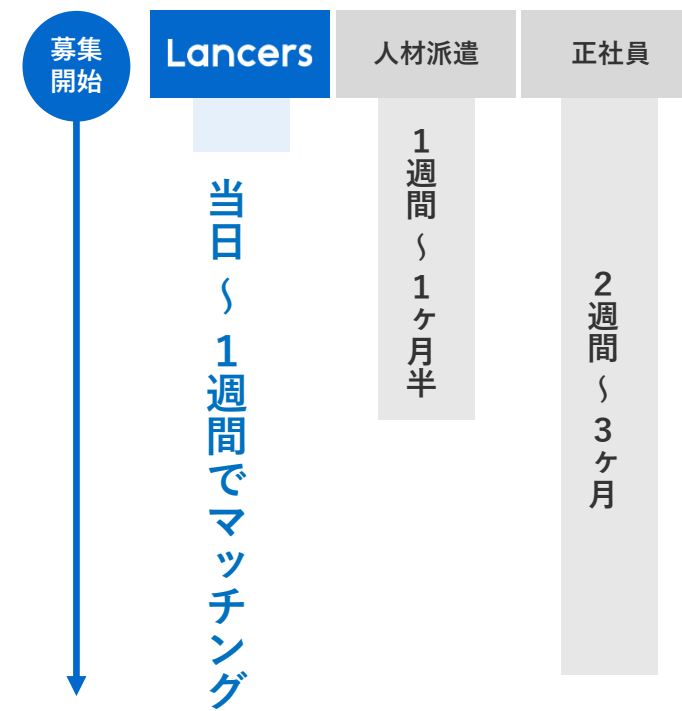 募集
開始
Lancers
人材派遣
正社員
当日～1週間でマッチング
1週間～1ヶ月半
2週間～3ヶ月